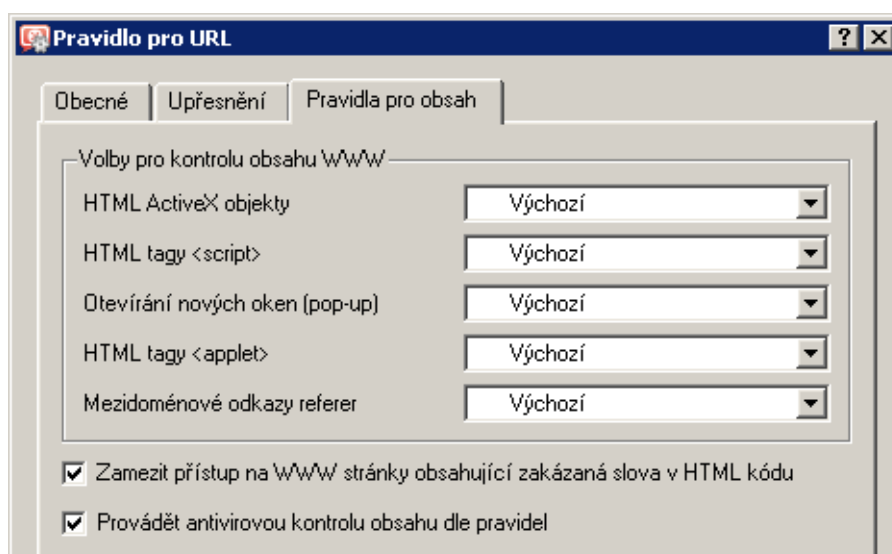 Pravidlo pro URL
Obecné Upřesnění Pravidla pro obsah
Volby pro kontrolu obsahu WWW
HTML ActiveX objekty Výchozí
HTML tagy <script> Výchozí
Otevírání nových oken (pop-up) Výchozí
HTML tagy <applet> Výchozí
Mezidoménové odkazy referer Výchozí
Zamezit přístup na WWW stránky obsahující zakázaná slova v HTML kódu
Provádět antivirovou kontrolu obsahu dle pravidel